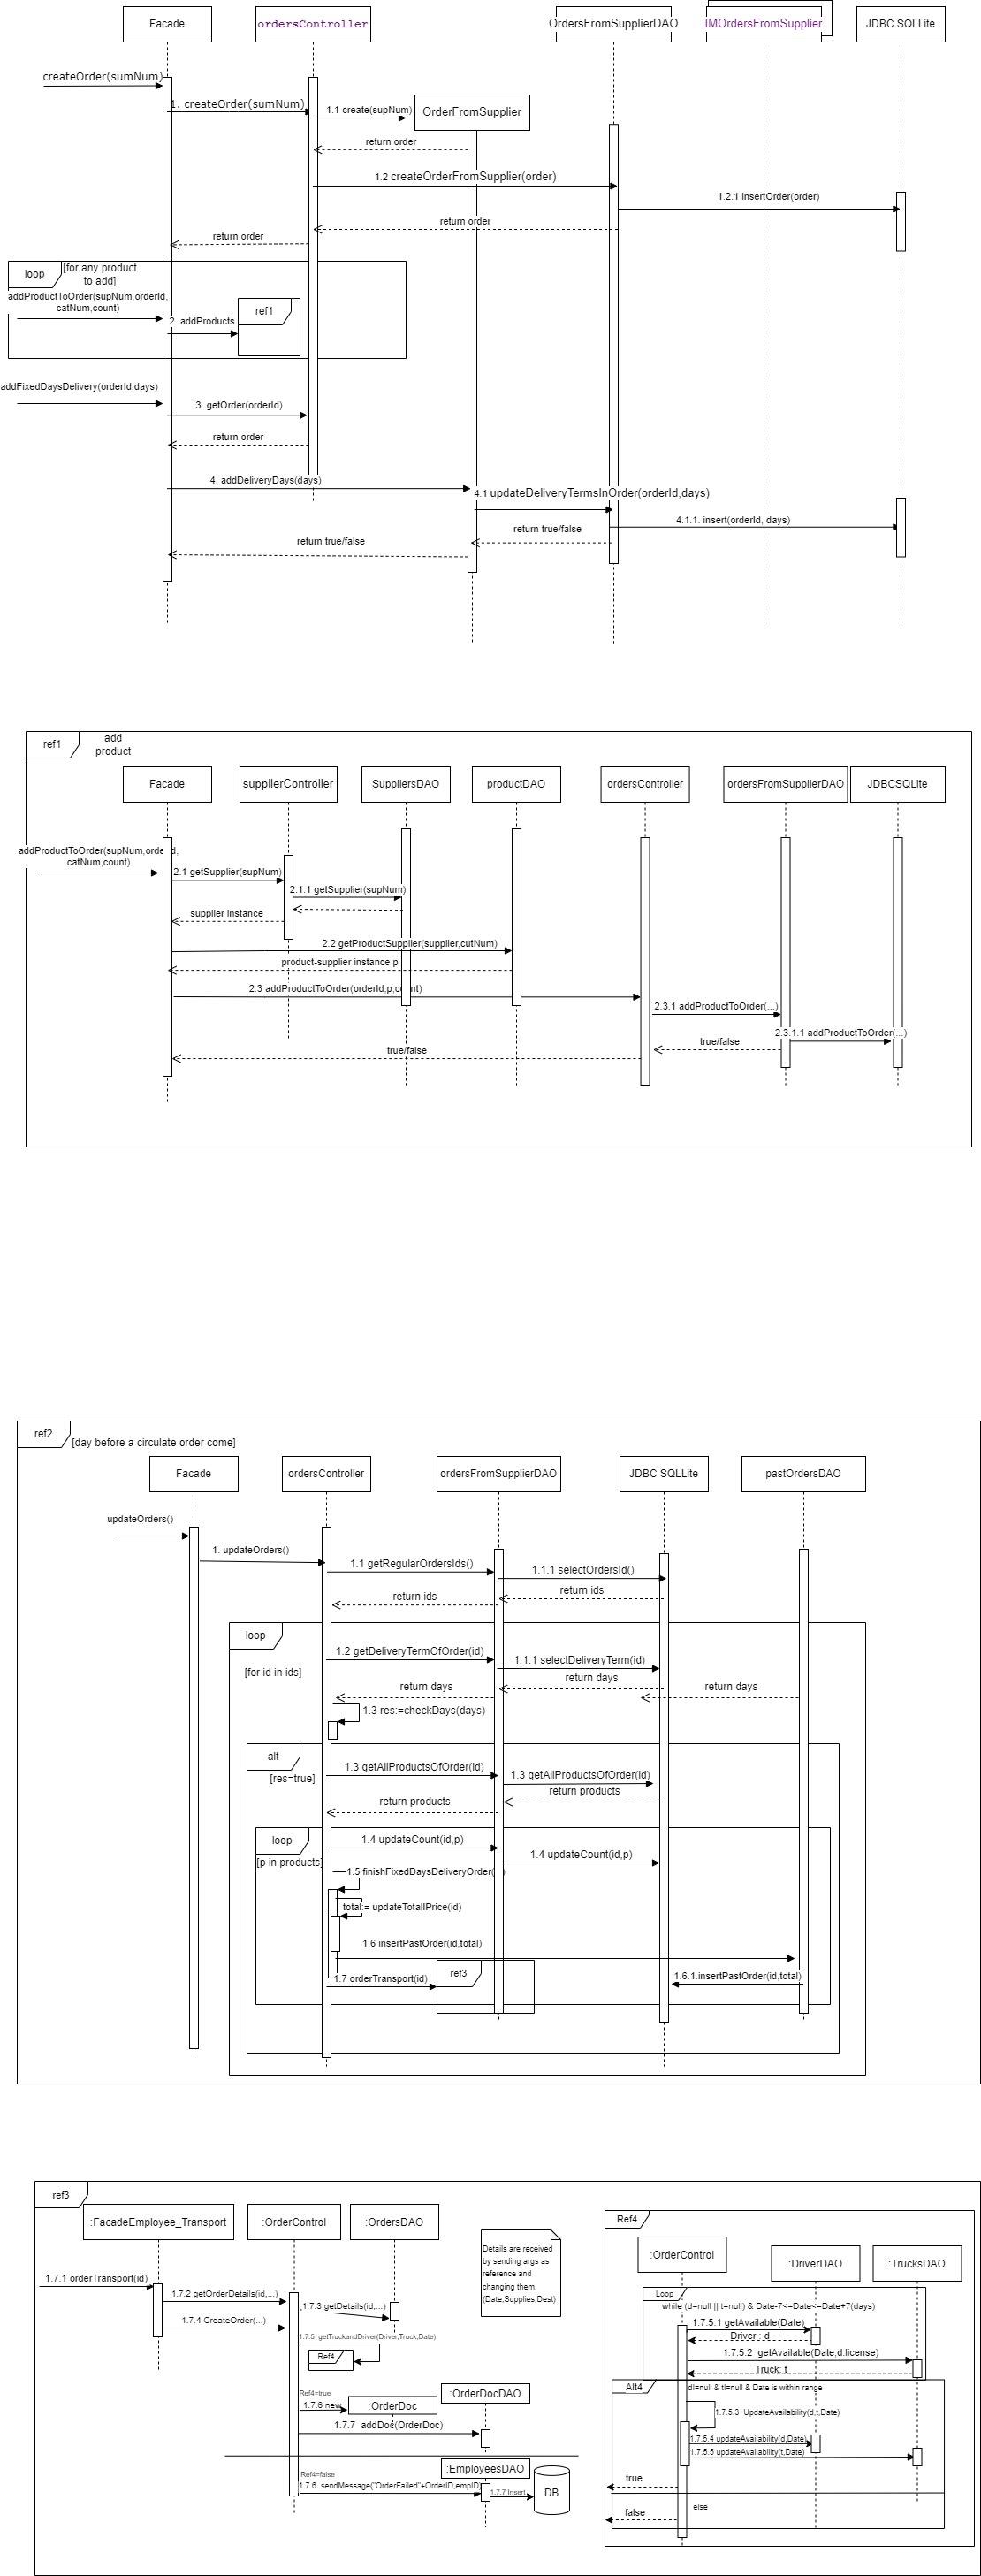 Facade
ordersController
OrdersFromSupplierDAO
IMOrdersFromSupplier
JDBC SQLLite
createOrder(sumNum)
1. createOrder(sumNum)
1.1 create(supNum)
OrderFromSupplier
return order
1.2 createOrderFromSupplier(order)
1.2.1 insertOrder(order)
return order
return order
loop
[for any product
to add]
addProductToOrder(supNum,orderId,
catNum,count)
2. addProducts
ref1
addFixedDaysDelivery(orderId,days)
3. getOrder(orderId)
return order
4. addDeliveryDays(days)
4.1 updateDeliveryTermsInOrder(orderId,days)
4.1.1. insert(orderId, days)
return true/false
return true/false
ref1
add
product
Facade
supplierController
SuppliersDAO
productDAO
ordersController
ordersFromSupplierDAO
JDBCSQLite
addProductToOrder(supNum,orderId,
catNum,count)
2.1 getSupplier(supNum)
2.1.1 getSupplier(supNum)
supplier instance
2.2 getProductSupplier(supplier,cutNum)
product-supplier instance p
2.3 addProductToOrder(orderId,p,count)
2.3.1 addProductToOrder(...)
2.3.1.1 addProductToOrder(...)
true/false
true/false
ref2
[day before a circulate order come]
Facade
ordersController
ordersFromSupplierDAO
JDBC SQLLite
pastOrdersDAO
updateOrders()
1. updateOrders()
1.1 getRegularOrdersIds()
1.1.1 selectOrdersId()
return ids
return ids
loop
[for id in ids]
1.2 getDeliveryTermOfOrder(id)
1.1.1 selectDeliveryTerm(id)
return days
return days
return days
1.3 res:=checkDays(days)
alt
[res=true]
1.3 getAllProductsOfOrder(id)
1.3 getAllProductsOfOrder(id)
return products
return products
loop
[p in products]
1.4 updateCount(id,p)
1.4 updateCount(id,p)
1.5 finishFixedDaysDeliveryOrder(
total:= updateTotallPrice(id)
1.6 insertPastOrder(id,total)
1.6.1.insertPastOrder(id,total)
1.7 orderTransport(id)
ref3
ref3
:FacadeEmployee_Transport
:OrderControl
:OrdersDAO
Details are received
by sending args as
reference and
changing them.
(Date,Supplies,Dest)
1.7.1 orderTransport(id)
1.7.2 getOrderDetails(id,...)
1.7.3 getDetails(id,...)
1.7.4 CreateOrder(...)
1.7.5 getTruckandDriver(Driver,Truck,Date)
Ref4
Ref4=true
1.7.6 new
:OrderDoc
:OrderDocDAO
1.7.7 addDoc(OrderDoc)
:EmployeesDAO
Ref4=false
1.7.6 sendMessage("OrderFailed"+OrderID,empID)
1.7.7 Insert
DB
Ref4
:OrderControl
:DriverDAO
:TrucksDAO
Loop
while (d=null || t=null) & Date-7<=Date<=Date+7(days)
1.7.5.1 getAvailable(Date)
Driver : d
1.7.5.2 getAvailable(Date,d.license)
Truck: t
Alt4
d!=null & t!=null & Date is within range
1.7.5.3 UpdateAvailability(d,t,Date)
1.7.5.4 updateAvailability(d,Date)
1.7.5.5 updateAvailability(t,Date)
true
else
false